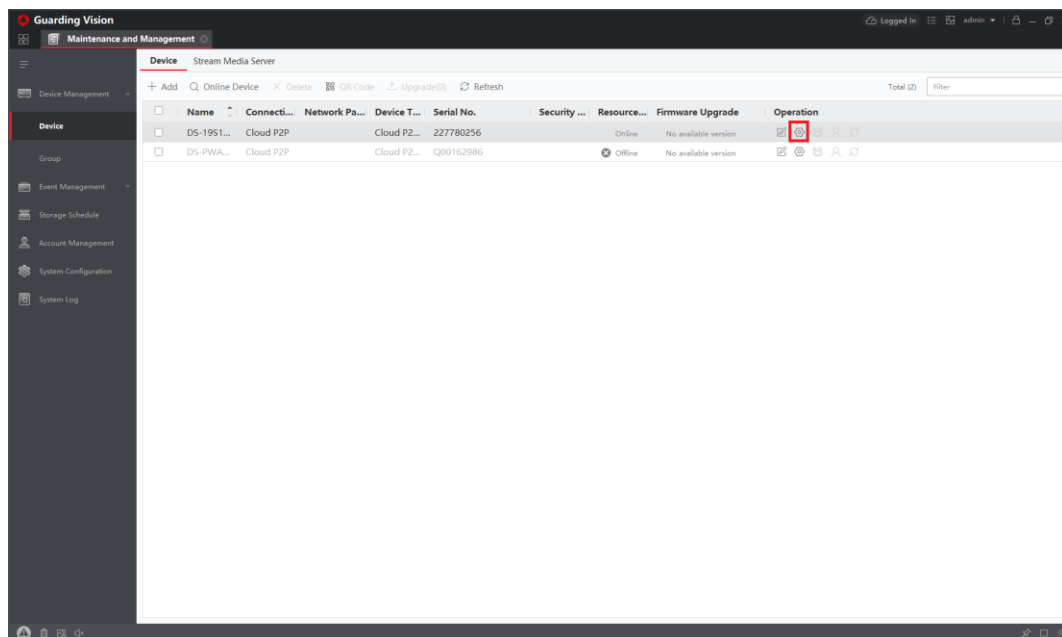 Guarding Vision
Logged In admin
Maintenance and Management
Device Stream Media Server
+ Add Online Device × Delete QR Code Upgrade(0) Refresh Total (2) Filter
Name Connecti... Network Pa... Device T... Serial No. Security ... Resource... Firmware Upgrade Operation
DS-19S1... Cloud P2P Cloud P2... 227780256 Online No available version
DS-PWA... Cloud P2P Cloud P2... Q00162986 Offline No available version
Device Management
Device
Group
Event Management
Storage Schedule
Account Management
System Configuration
System Log